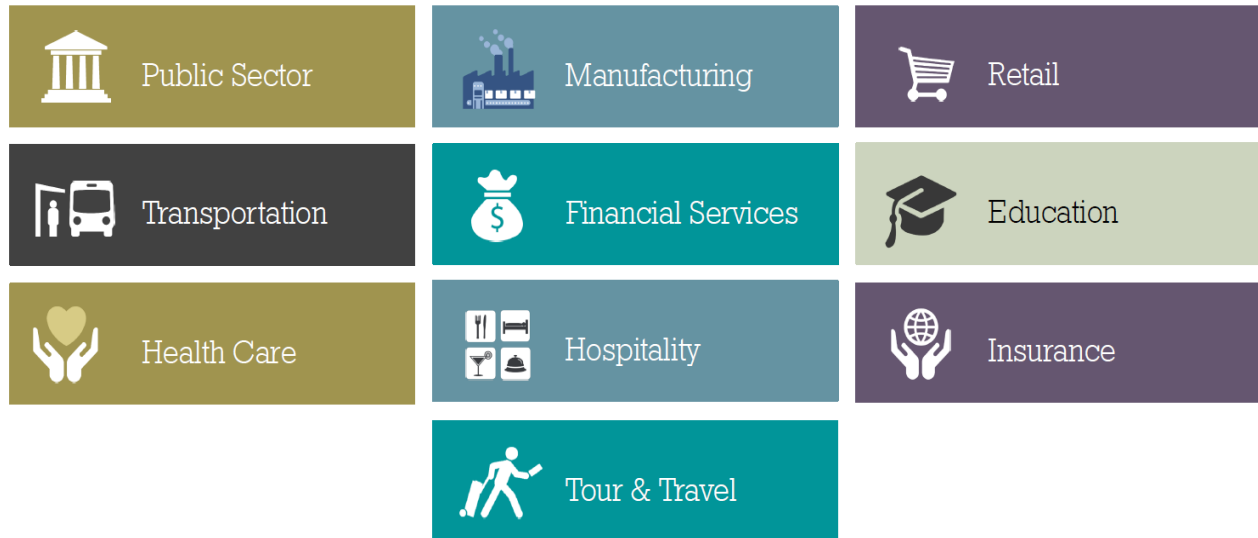 Public Sector
Manufacturing
Retail
Transportation
$
Financial Services
Education
Health Care
Hospitality
Insurance
Tour & Travel